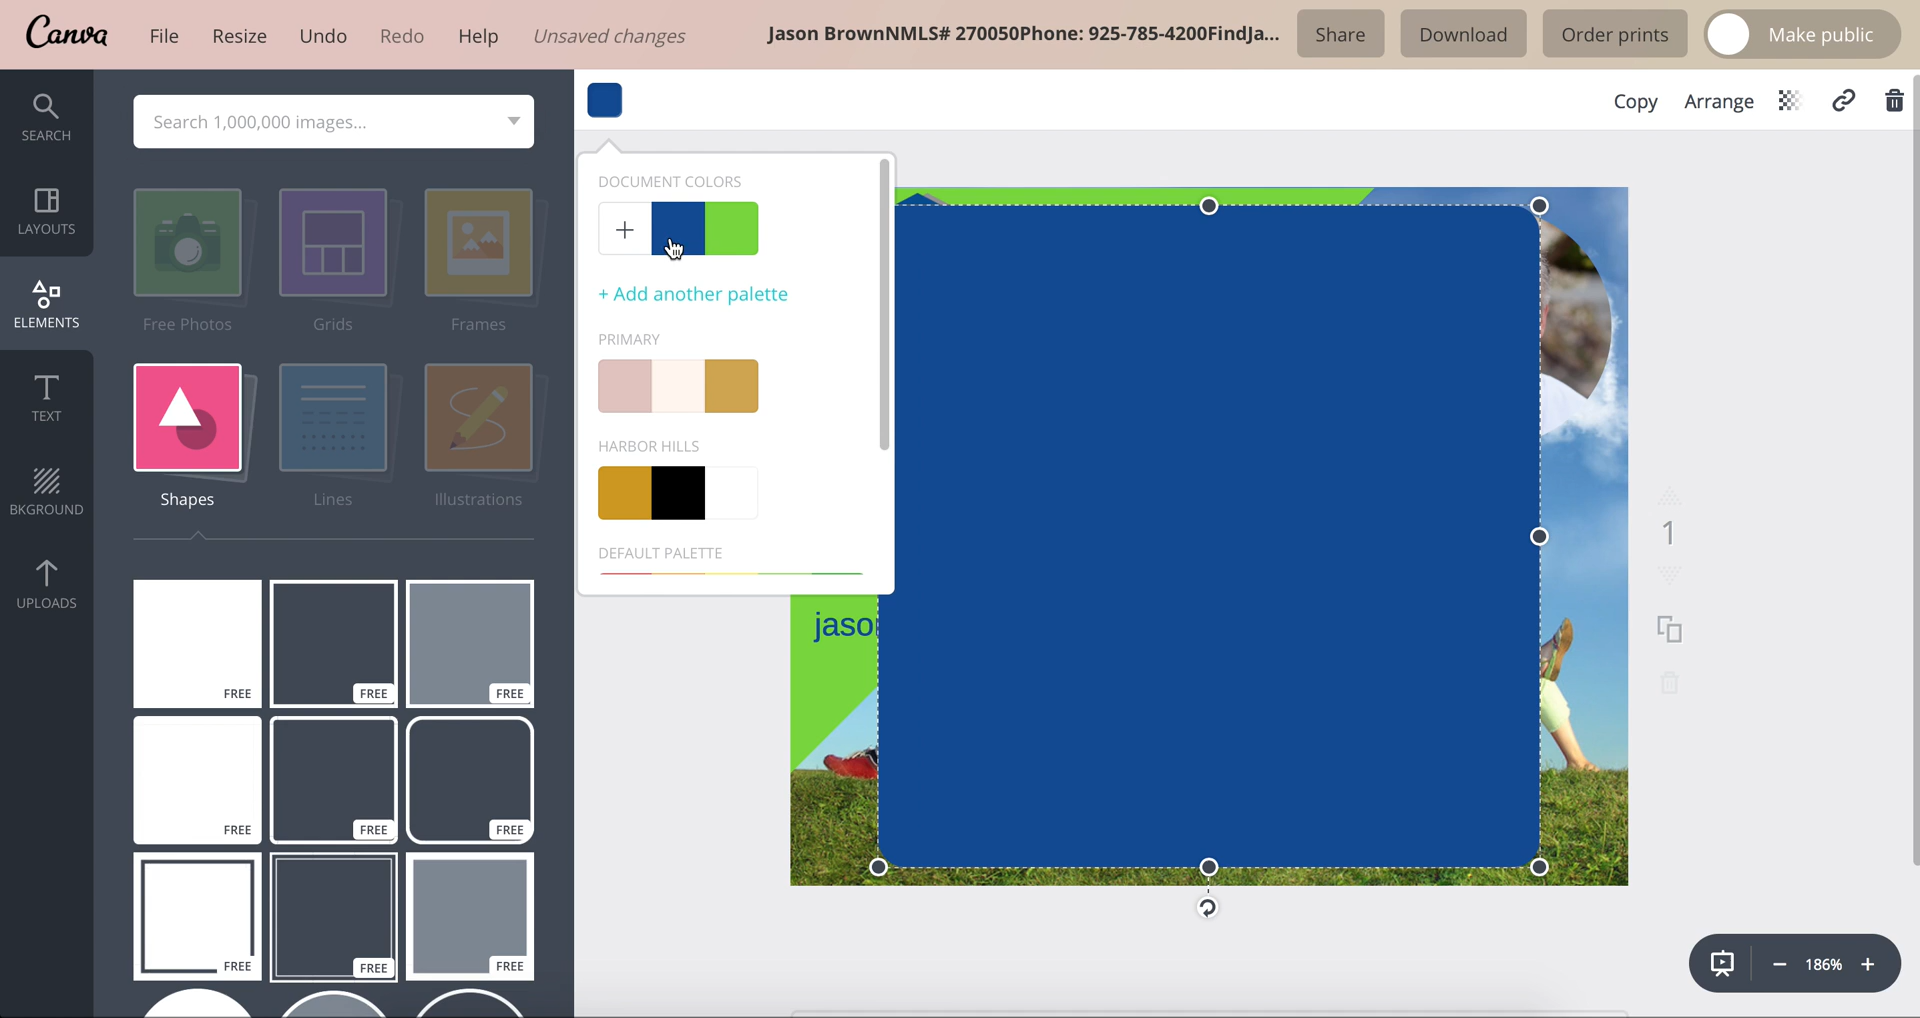 Canva File Resize Undo Redo Help Unsaved changes Jason BrownNMLS# 270050Phone: 925-785-4200FindJa... Share Download Order prints Make public
Copy Arrange
SEARCH
LAYOUTS
ELEMENTS
TEXT
BKGROUND
UPLOADS
Search 1,000,000 images...
Free Photos Grids Frames
Shapes Lines Illustrations
FREE FREE FREE
FREE FREE FREE
FREE FREE FREE
DOCUMENT COLORS
+
+ Add another palette
PRIMARY
HARBOR HILLS
DEFAULT PALETTE
jaso
1
− 186% +